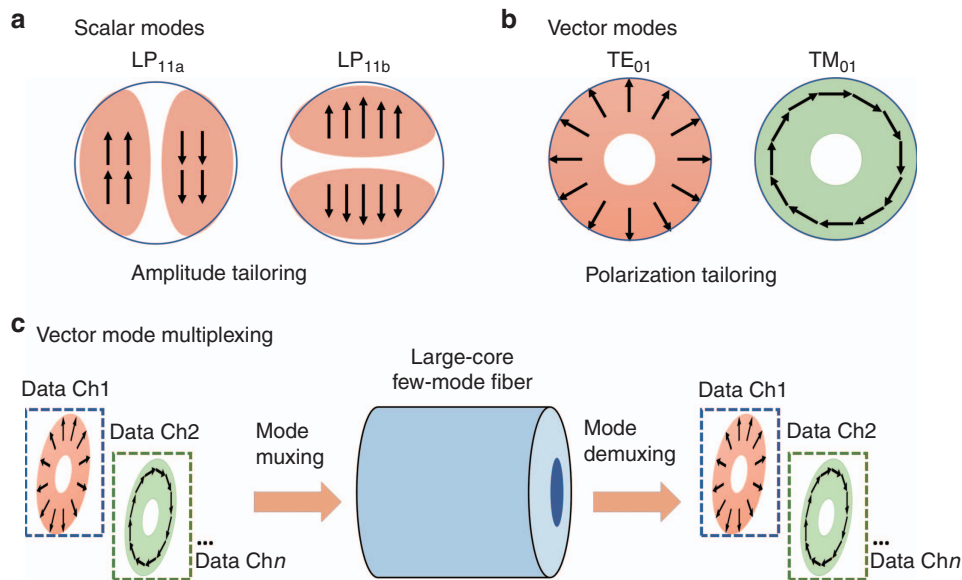 a Scalar modes
LP11a
LP11b
Amplitude tailoring
b Vector modes
TE01
TM01
Polarization tailoring
c Vector mode multiplexing
Data Ch1
Data Ch2
...
Data Chn
Mode
muxing
Large-core
few-mode fiber
Mode
demuxing
Data Ch1
Data Ch2
...
Data Chn